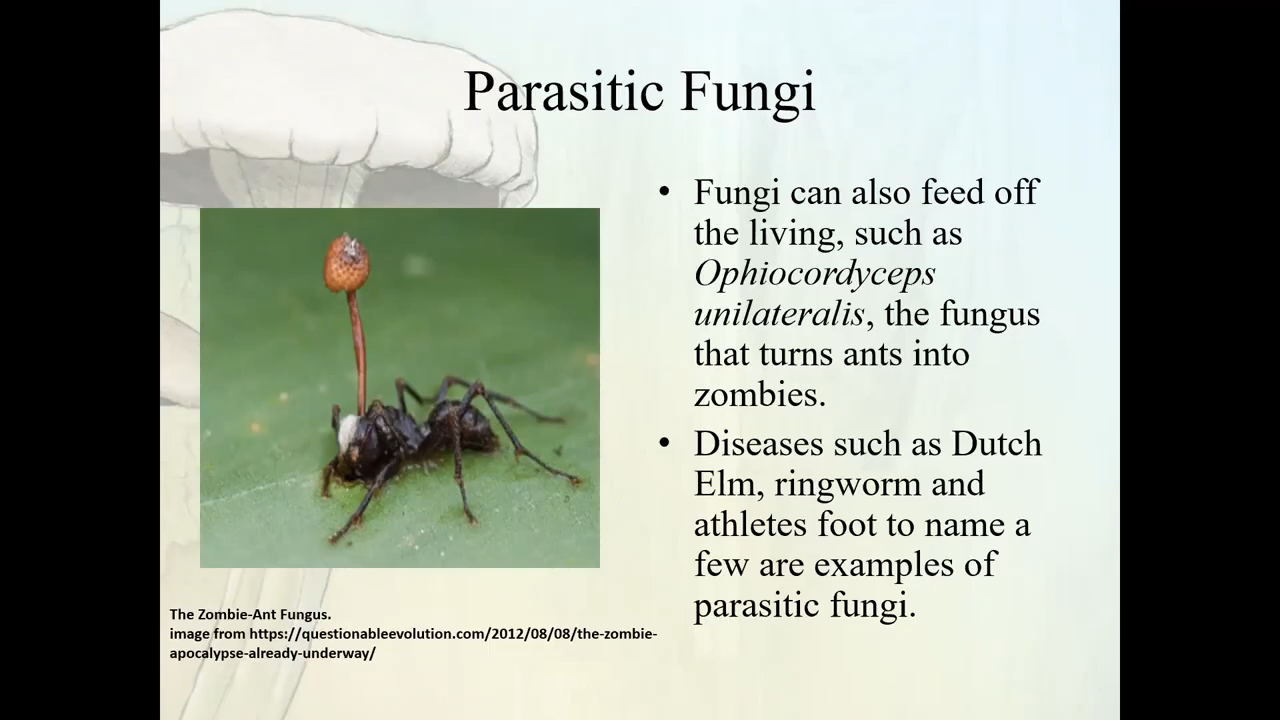 Parasitic Fungi
• Fungi can also feed off
the living, such as
Ophiocordyceps
unilateralis, the fungus
that turns ants into
zombies.
• Diseases such as Dutch
Elm, ringworm and
athletes foot to name a
few are examples of
parasitic fungi.
The Zombie-Ant Fungus.
image from https://questionableevolution.com/2012/08/08/the-zombie-
apocalypse-already-underway/